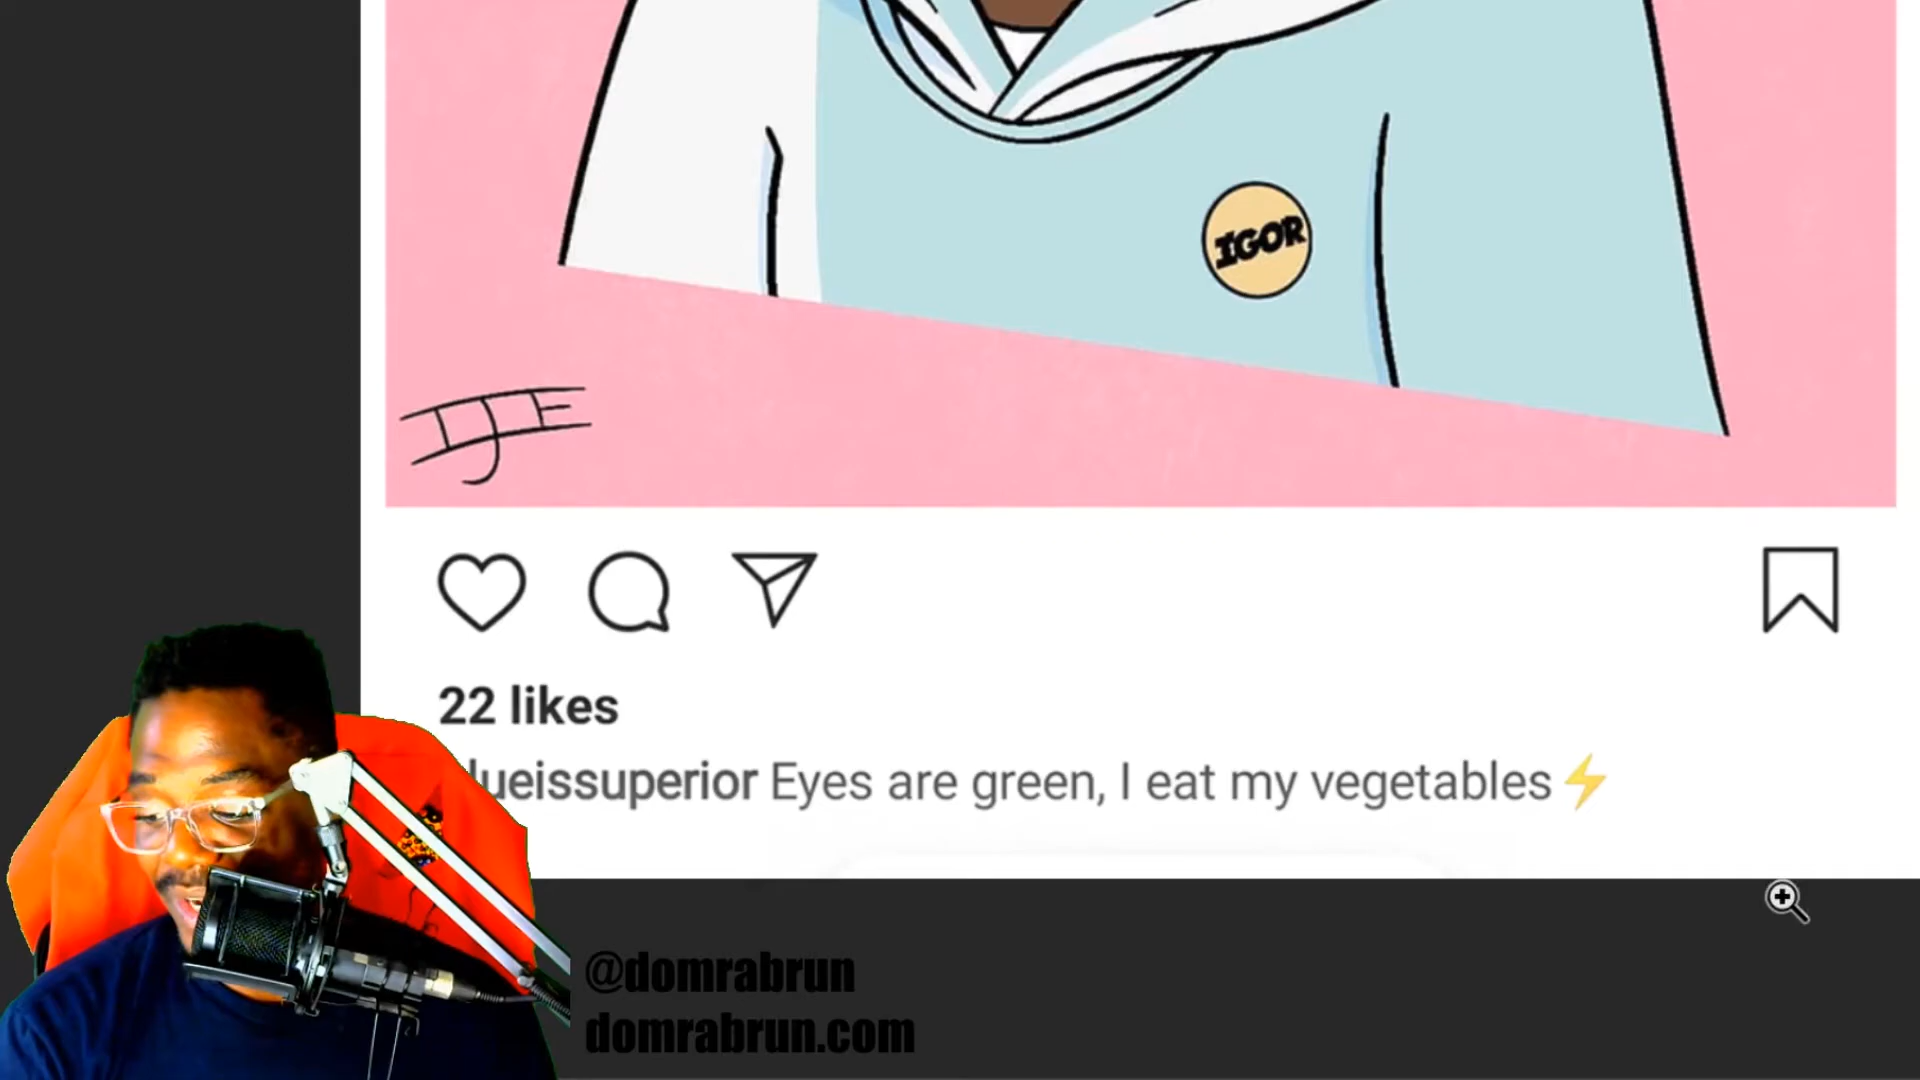 IGOR
IJE
22 likes
lueissuperior Eyes are green, I eat my vegetables⚡
@domrabrun
domrabrun.com